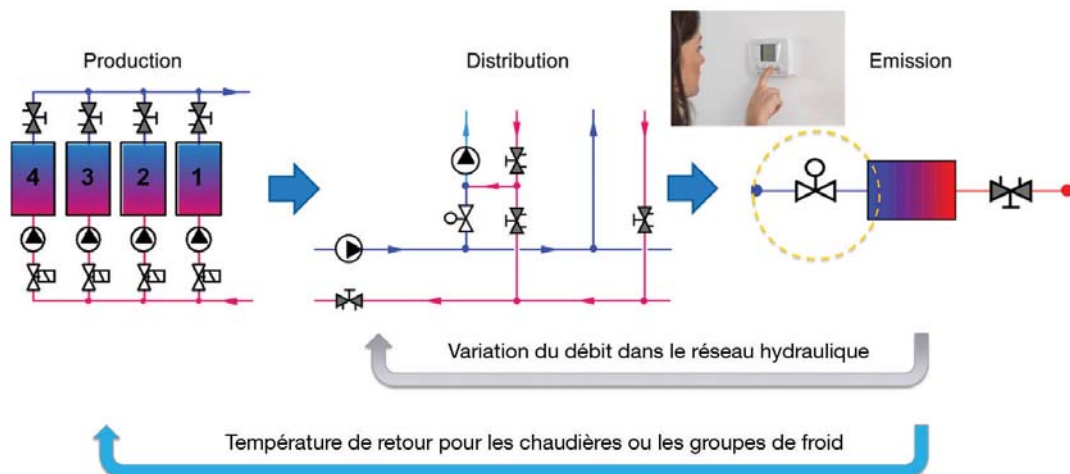 Production
Distribution
Emission
4 3 2 1
Variation du débit dans le réseau hydraulique
Température de retour pour les chaudières ou les groupes de froid